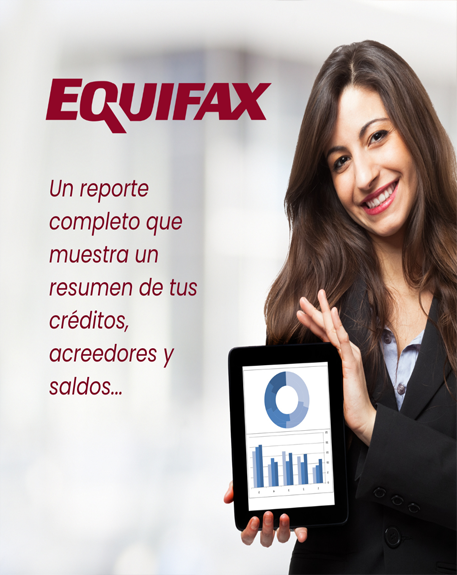 EQUIFAX
Un reporte
completo que
muestra un
resumen de tus
créditos,
acreedores y
saldos...